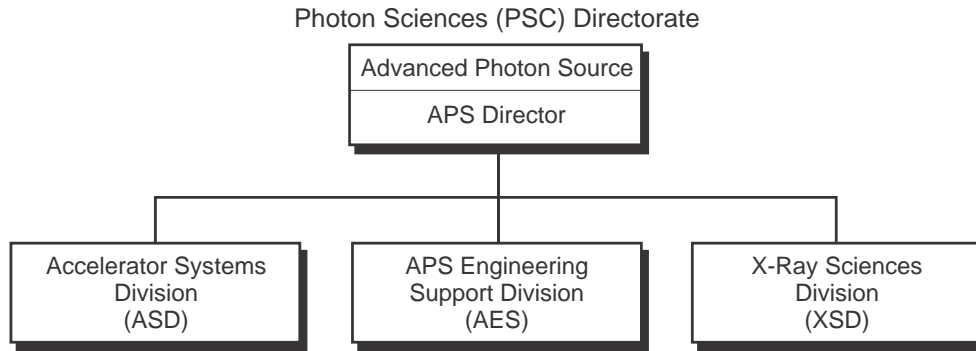 Photon Sciences (PSC) Directorate
Advanced Photon Source
APS Director
Accelerator Systems
Division
(ASD)
APS Engineering
Support Division
(AES)
X-Ray Sciences
Division
(XSD)